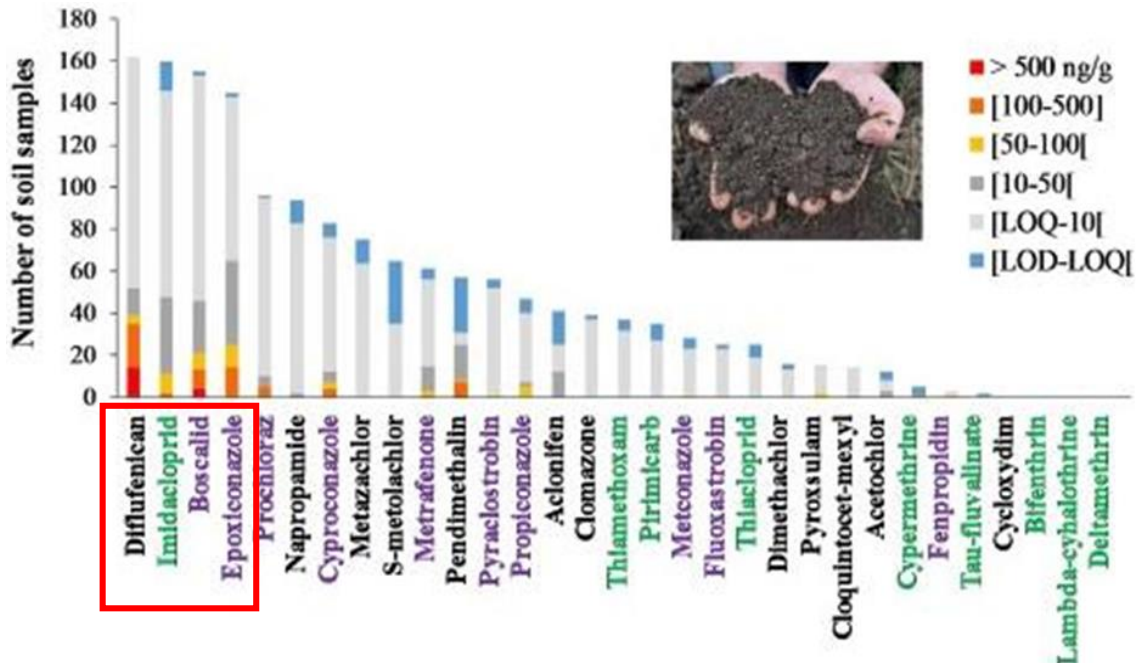 180
160
140
120
100
80
60
40
20
0
Number of soil samples
> 500 ng/g
[100-500]
[50-100[
[10-50[
[LOQ-10[
[LOD-LOQ[
Diflufenican
Imidacloprid
Boscalid
Epoxiconazole
Prochloraz
Napropamide
Cyproconazole
Metazachlor
S-metolachlor
Metrafenone
Pendimethalin
Pyraclostrobin
Propiconazole
Aclonifen
Clomazone
Thiamethoxam
Pirimicarb
Metconazole
Fluoxastrobin
Thiacloprid
Dimethachlor
Pyroxsulam
Cloquintocet-mexyl
Acetochlor
Cypermethrine
Fenpropidin
Tau-fluvalinate
Cycloxydim
Bifenthrin
Lambda-cyhalothrine
Deltamethrin